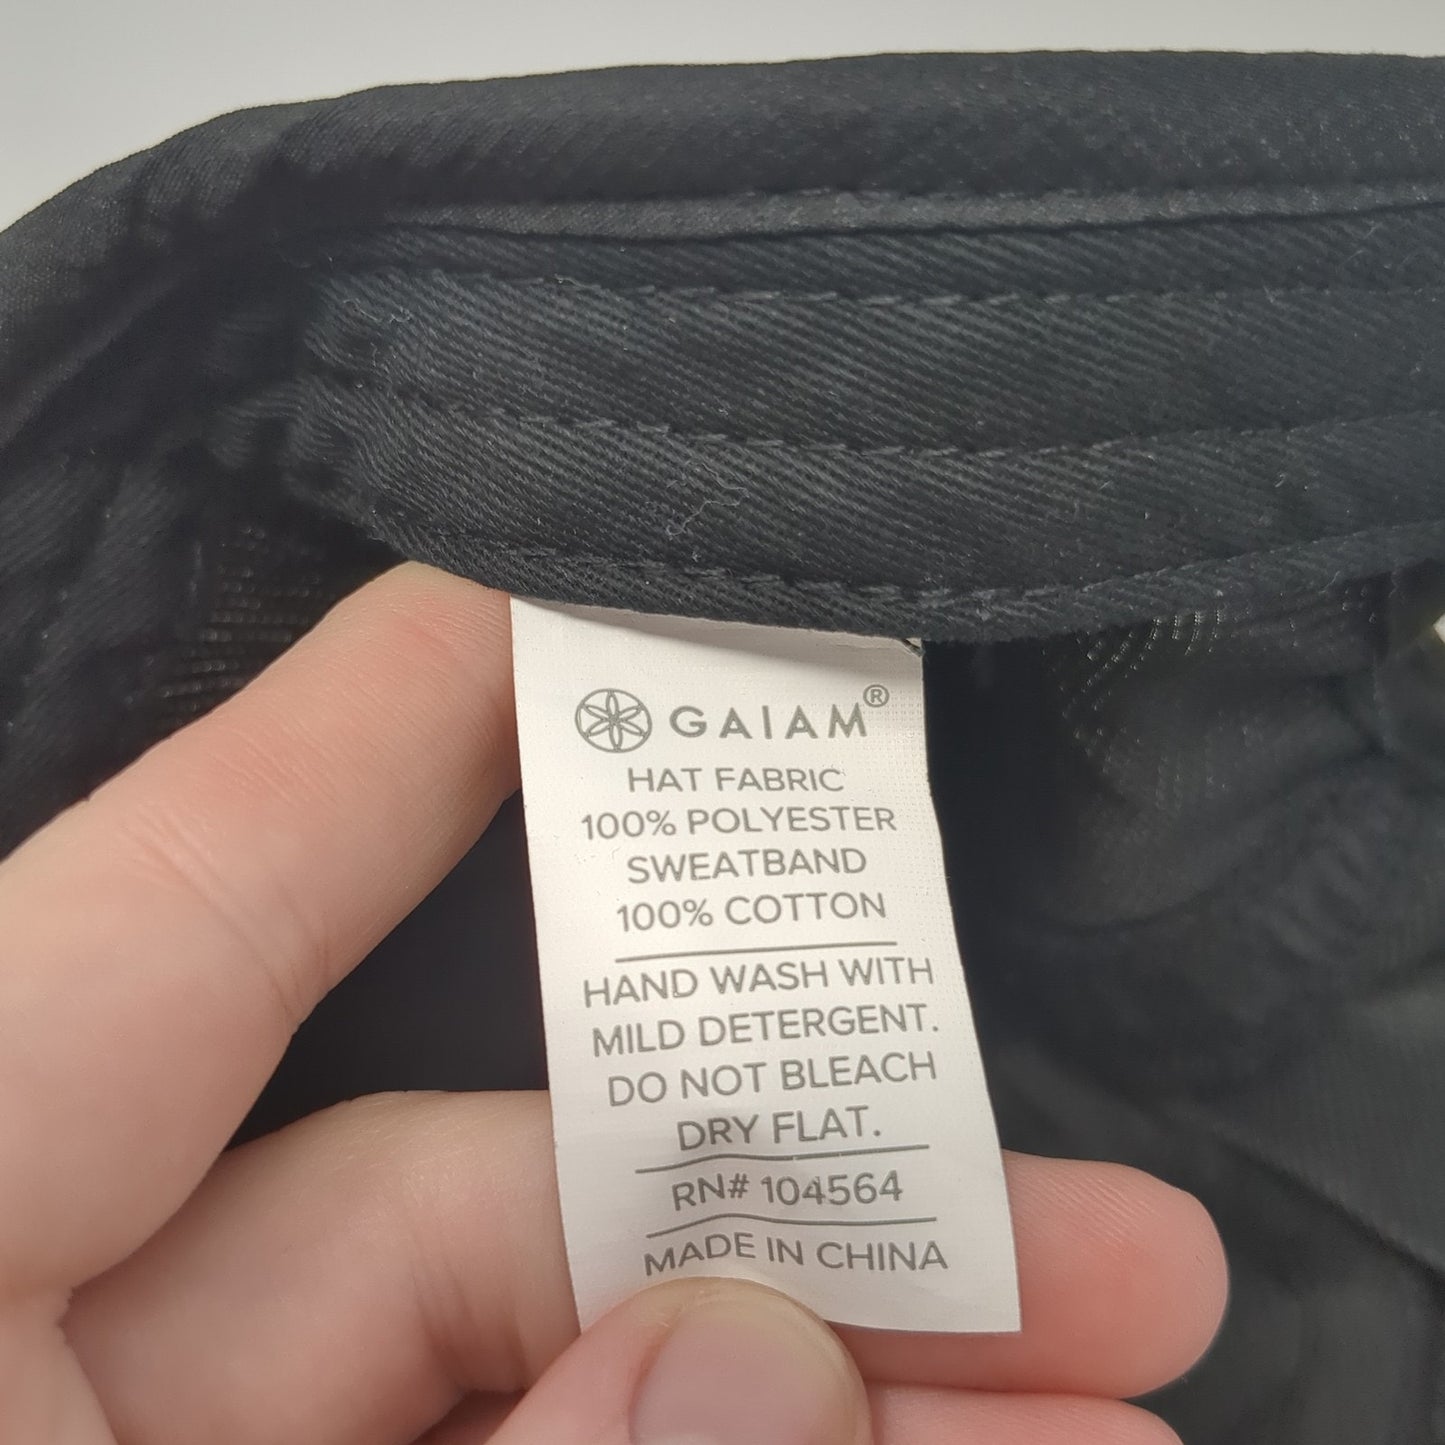 GAIAM®
HAT FABRIC
100% POLYESTER
SWEATBAND
100% COTTON
HAND WASH WITH
MILD DETERGENT.
DO NOT BLEACH
DRY FLAT.
RN# 104564
MADE IN CHINA